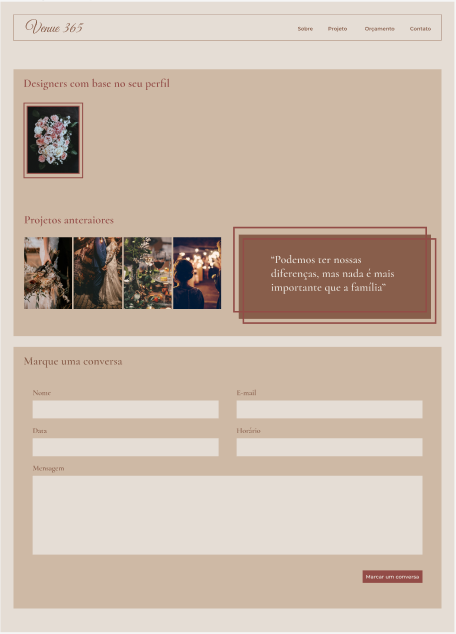 Venue 365
Sobre Projeto Orçamento Contato
Designers com base no seu perfil
Projetos anteraiores
“Podemos ter nossas
diferenças, mas nada é mais
importante que a família”
Marque uma conversa
Nome E-mail
Data Horário
Mensagem
Marcar um conversa